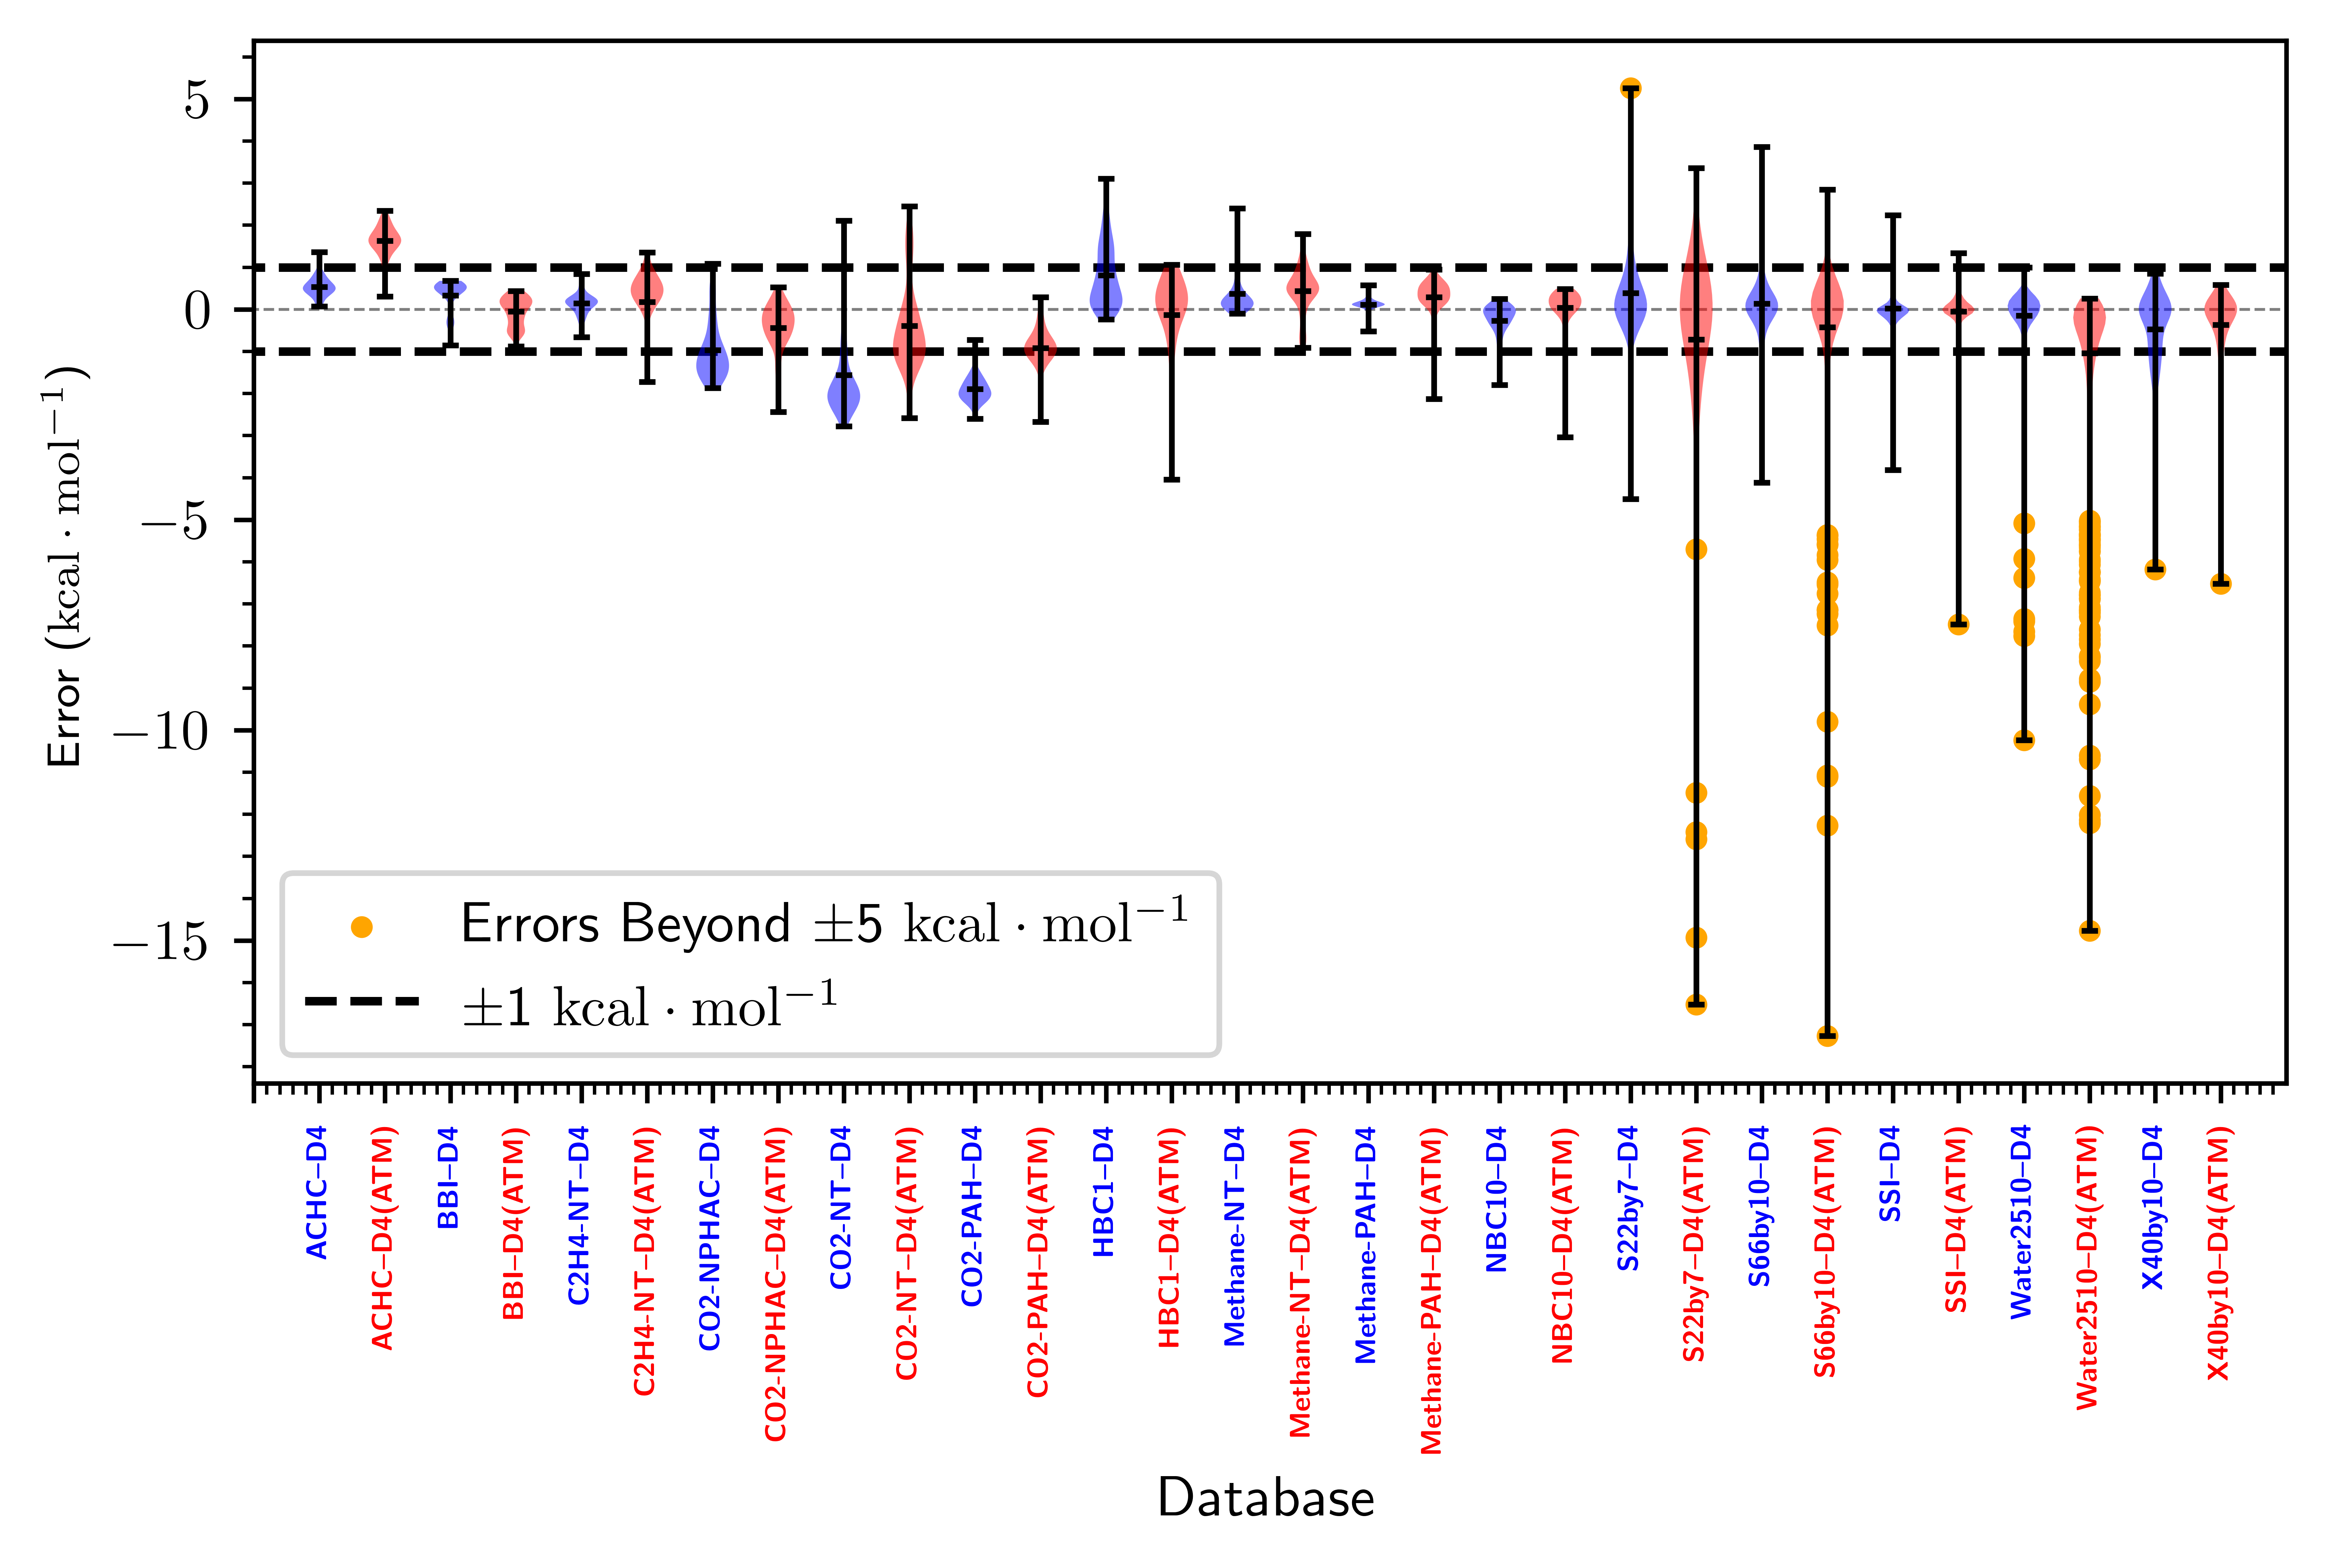 5
0
−5
−10
−15
Error (kcal · mol⁻¹)
Errors Beyond ±5 kcal · mol⁻¹
±1 kcal · mol⁻¹
ACHC–D4
ACHC–D4(ATM)
BBI–D4
BBI–D4(ATM)
C2H4-NT–D4
C2H4-NT–D4(ATM)
CO2-NPHAC–D4
CO2-NPHAC–D4(ATM)
CO2-NT–D4
CO2-NT–D4(ATM)
CO2-PAH–D4
CO2-PAH–D4(ATM)
HBC1–D4
HBC1–D4(ATM)
Methane-NT–D4
Methane-NT–D4(ATM)
Methane-PAH–D4
Methane-PAH–D4(ATM)
NBC10–D4
NBC10–D4(ATM)
S22by7–D4
S22by7–D4(ATM)
S66by10–D4
S66by10–D4(ATM)
SSI–D4
SSI–D4(ATM)
Water2510–D4
Water2510–D4(ATM)
X40by10–D4
X40by10–D4(ATM)
Database